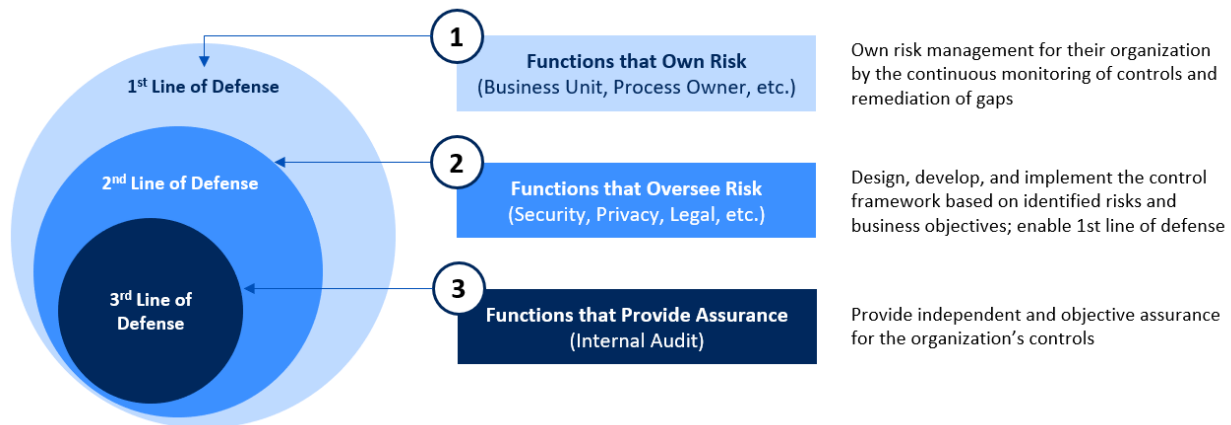 1
1st Line of Defense
Functions that Own Risk
(Business Unit, Process Owner, etc.)
Own risk management for their organization
by the continuous monitoring of controls and
remediation of gaps
2
2nd Line of Defense
Functions that Oversee Risk
(Security, Privacy, Legal, etc.)
Design, develop, and implement the control
framework based on identified risks and
business objectives; enable 1st line of defense
3
3rd Line of
Defense
Functions that Provide Assurance
(Internal Audit)
Provide independent and objective assurance
for the organization’s controls